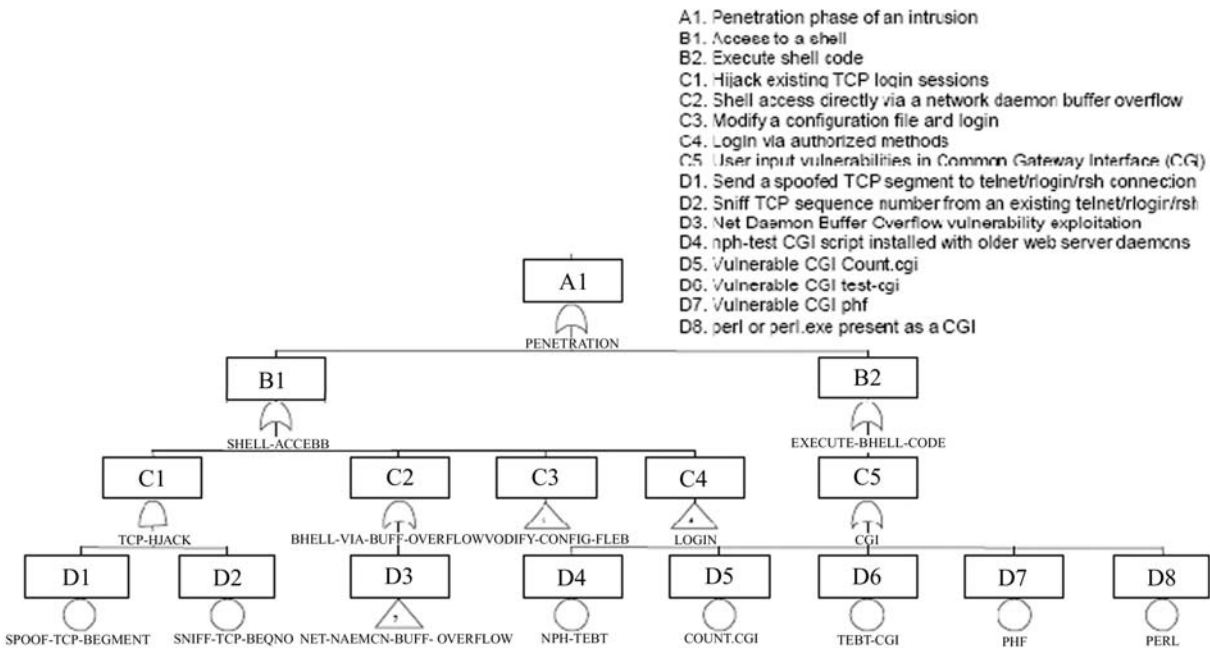 A1. Penetration phase of an intrusion
B1. Access to a shell
B2. Execute shell code
C1. Hijack existing TCP login sessions
C2. Shell access directly via a network daemon buffer overflow
C3. Modify a configuration file and login
C4. Login via authorized methods
C5. User input vulnerabilities in Common Gateway Interface (CGI)
D1. Send a spoofed TCP segment to telnet/rlogin/rsh connection
D2. Sniff TCP sequence number from an existing telnet/rlogin/rsh
D3. Net Daemon Buffer Overflow vulnerability exploitation
D4. nph-test CGI script installed with older web server daemons
D5. Vulnerable CGI Count.cgi
D6. Vulnerable CGI test-cgi
D7. Vulnerable CGI phf
D8. perl or perl.exe present as a CGI
A1
PENETRATION
B1 B2
SHELL-ACCEBB EXECUTE-BHELL-CODE
C1 C2 C3 C4 C5
TCP-HJACK BHELL-VIA-BUFF-OVERFLOW VODIFY-CONFIG-FLEB 4 LOGIN CGI
D1 D2 D3 D4 D5 D6 D7 D8
SPOOF-TCP-BEGMENT SNIFF-TCP-BEQNO NET-NAEMCN-BUFF- OVERFLOW NPH-TEBT COUNT.CGI TEBT-CGI PHF PERL